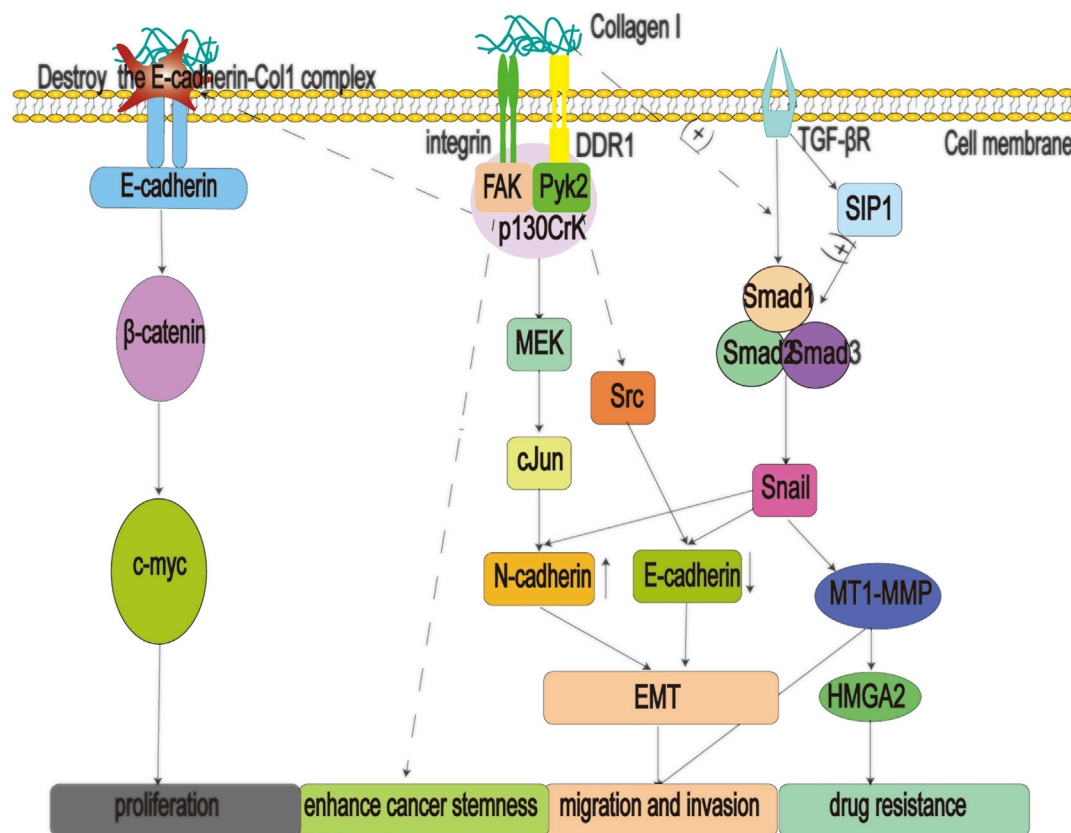 Collagen I
Destroy the E-cadherin-Col1 complex
integrin
DDR1
(+)
TGF-βR
Cell membrane
E-cadherin
FAK
Pyk2
p130CrK
SIP1
(+)
β-catenin
MEK
Src
Smad1
Smad2
Smad3
cJun
Snail
c-myc
N-cadherin
E-cadherin
MT1-MMP
EMT
HMGA2
proliferation
enhance cancer stemness
migration and invasion
drug resistance